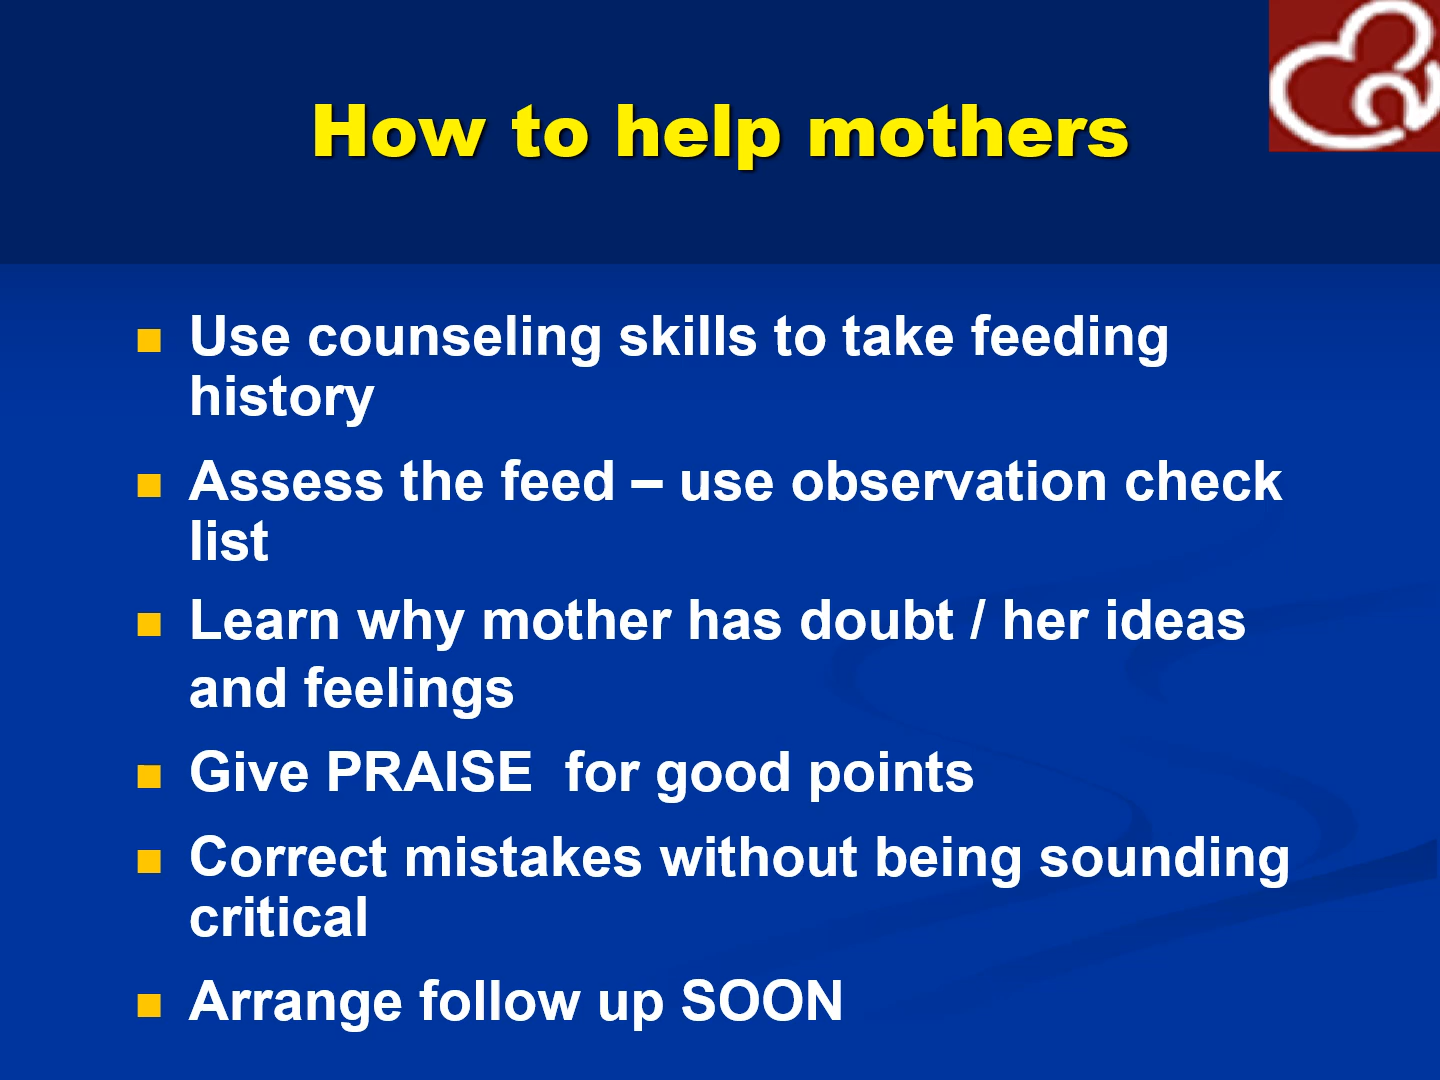 How to help mothers
Use counseling skills to take feeding
history
Assess the feed – use observation check
list
Learn why mother has doubt / her ideas
and feelings
Give PRAISE  for good points
Correct mistakes without being sounding
critical
Arrange follow up SOON